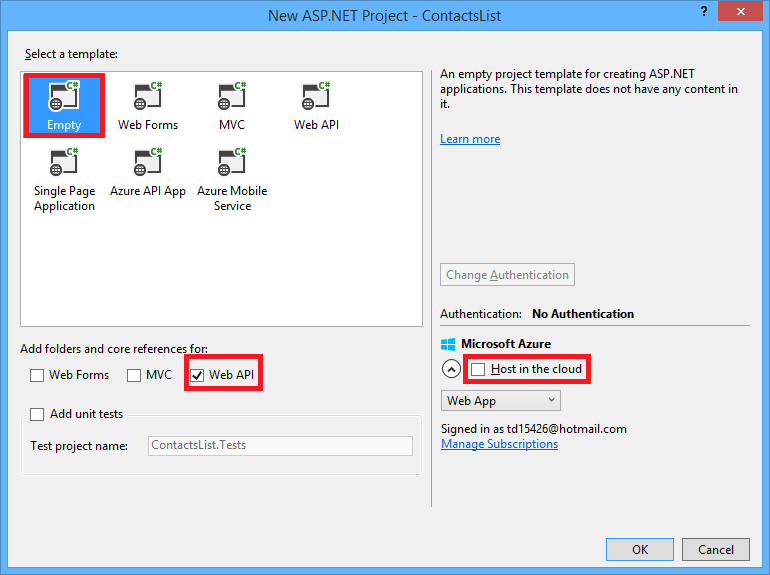 New ASP.NET Project - ContactsList
?
Select a template:
C# C# C# C#
Empty Web Forms MVC Web API
C# C# C#
Single Page Application
Azure API App
Azure Mobile Service
An empty project template for creating ASP.NET
applications. This template does not have any content in
it.
Learn more
Change Authentication
Authentication: No Authentication
Microsoft Azure
Host in the cloud
Web App
Signed in as td15426@hotmail.com
Manage Subscriptions
Add folders and core references for:
Web Forms MVC Web API
Add unit tests
Test project name: ContactsList.Tests
OK Cancel